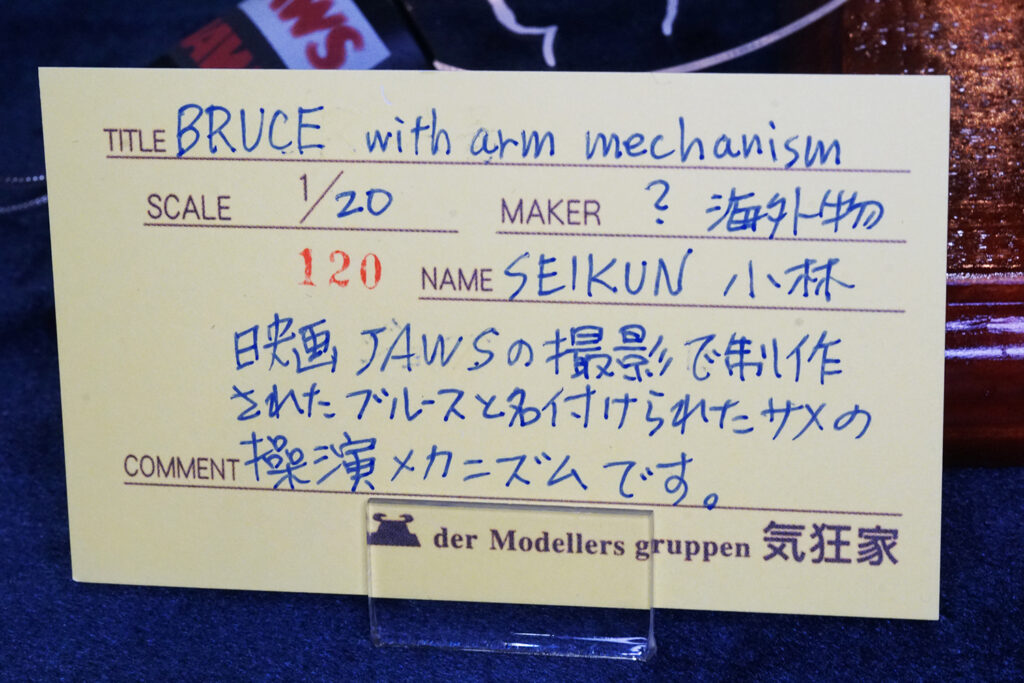 JAWS
TITLE BRUCE with arm mechanism
SCALE 1/20 MAKER ? 海外物
120 NAME SEIKUN 小林
映画 JAWSの撮影で制作
されたブルースと名付けられたサメの
COMMENT 操演メカニズムです。
der Modellers gruppen 気狂家